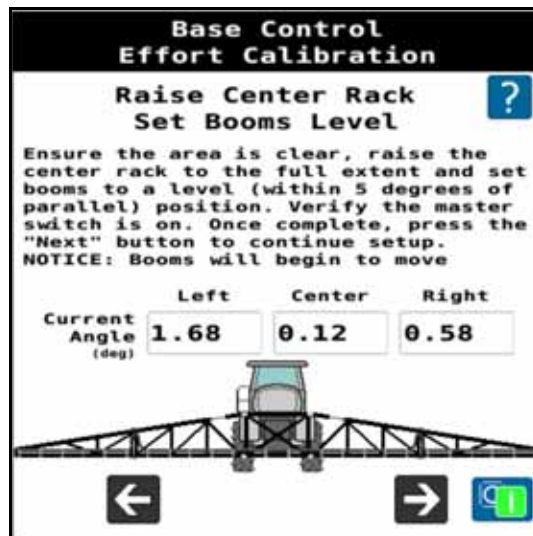 Base Control
Effort Calibration
Raise Center Rack
Set Booms Level
?
Ensure the area is clear, raise the
center rack to the full extent and set
booms to a level (within 5 degrees of
parallel) position. Verify the master
switch is on. Once complete, press the
"Next" button to continue setup.
NOTICE: Booms will begin to move
Left Center Right
Current
Angle 1.68 0.12 0.58
(deg)